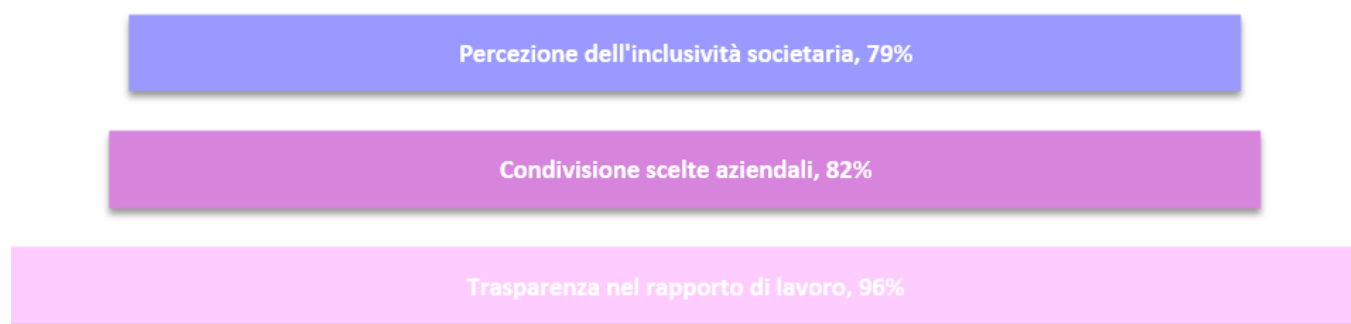 Percezione dell'inclusività societaria, 79%
Condivisione scelte aziendali, 82%
Trasparenza nel rapporto di lavoro, 96%